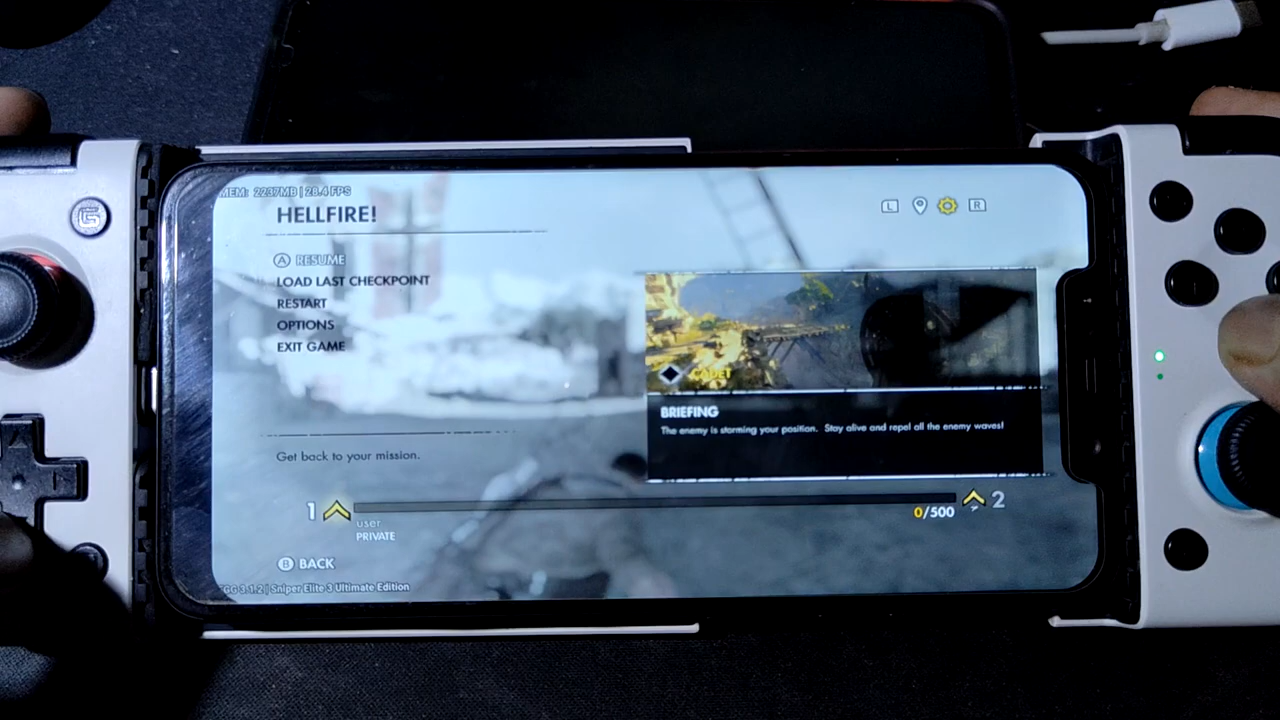 MEM: 2237MB | 28.4 FPS
HELLFIRE!
L R
A RESUME
LOAD LAST CHECKPOINT
RESTART
OPTIONS
EXIT GAME
CADET
BRIEFING
The enemy is storming your position. Stay alive and repel all the enemy waves!
Get back to your mission.
1 2
user
PRIVATE
0/500
B BACK
EGG 3.1.2 | Sniper Elite 3 Ultimate Edition